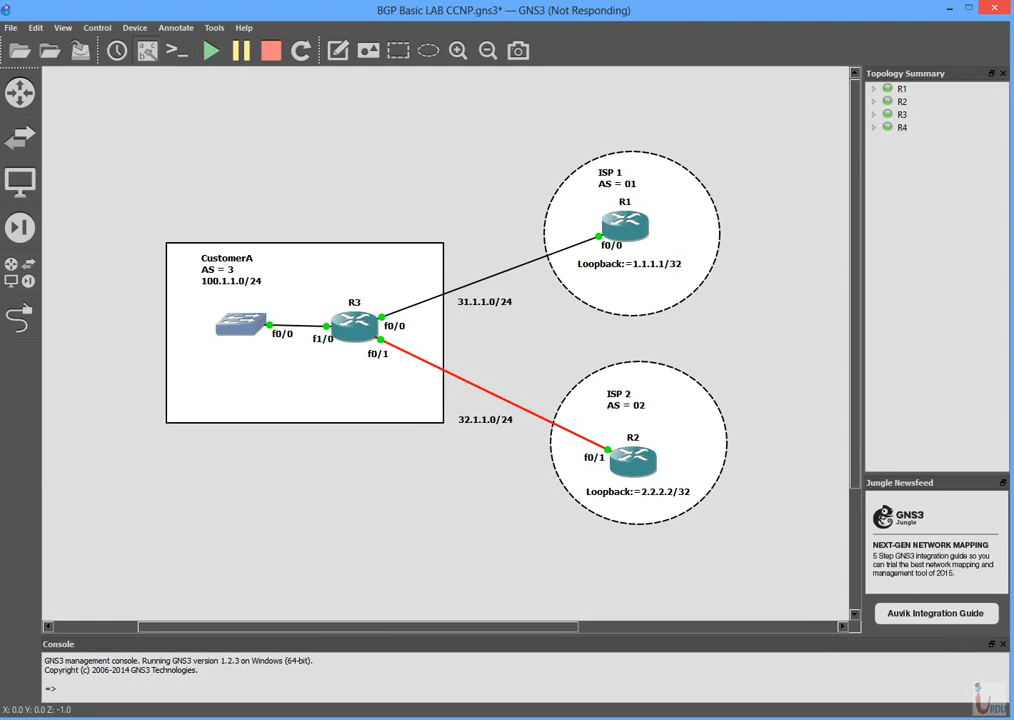 BGP Basic LAB CCNP.gns3* — GNS3 (Not Responding)
File Edit View Control Device Annotate Tools Help
Topology Summary
R1
R2
R3
R4
ISP 1
AS = 01
R1
f0/0
Loopback:=1.1.1.1/32
CustomerA
AS = 3
100.1.1.0/24
R3
f0/0
f1/0
f0/0
f0/1
31.1.1.0/24
32.1.1.0/24
ISP 2
AS = 02
R2
f0/1
Loopback:=2.2.2.2/32
Jungle Newsfeed
GNS3
Jungle
NEXT-GEN NETWORK MAPPING
5 Step GNS3 integration guide so you
can trial the best network mapping and
management tool of 2015.
Auvik Integration Guide
Console
GNS3 management console. Running GNS3 version 1.2.3 on Windows (64-bit).
Copyright (c) 2006-2014 GNS3 Technologies.
=>
X: 0.0 Y: 0.0 Z: -1.0
URDU